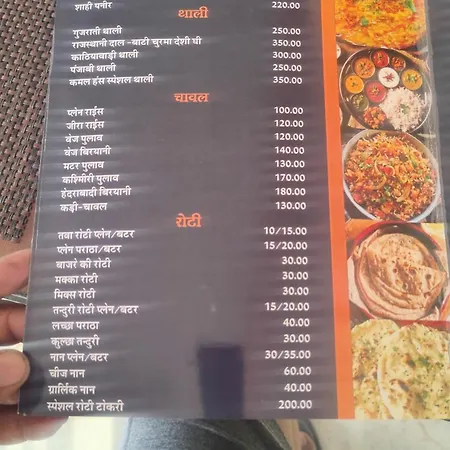 शाही पनीर 220.00
थाली
गुजराती थाली 250.00
राजस्थानी दाल -बाटी चुरमा देशी घी 350.00
काठियावाड़ी थाली 300.00
पंजाबी थाली 250.00
कमल हंस स्पेशल थाली 350.00
चावल
प्लेन राईस 100.00
जीरा राईस 120.00
वेज पुलाव 120.00
वेज बिरयानी 140.00
मटर पुलाव 130.00
कश्मिरी पुलाव 170.00
हेदराबादी बिरयानी 180.00
कड़ी-चावल 130.00
रोटी
तवा रोटी प्लेन/बटर 10/15.00
प्लेन पराठा/बटर 15/20.00
बाजरे की रोटी 30.00
मक्का रोटी 30.00
मिक्स रोटी 30.00
तन्दुरी रोटी प्लेन/बटर 15/20.00
लच्छा पराठा 40.00
कुल्छा तन्दुरी 30.00
नान प्लेन/बटर 30/35.00
चीज नान 60.00
ग्रार्लिक नान 40.00
स्पेशल रोटी टोकरी 200.00